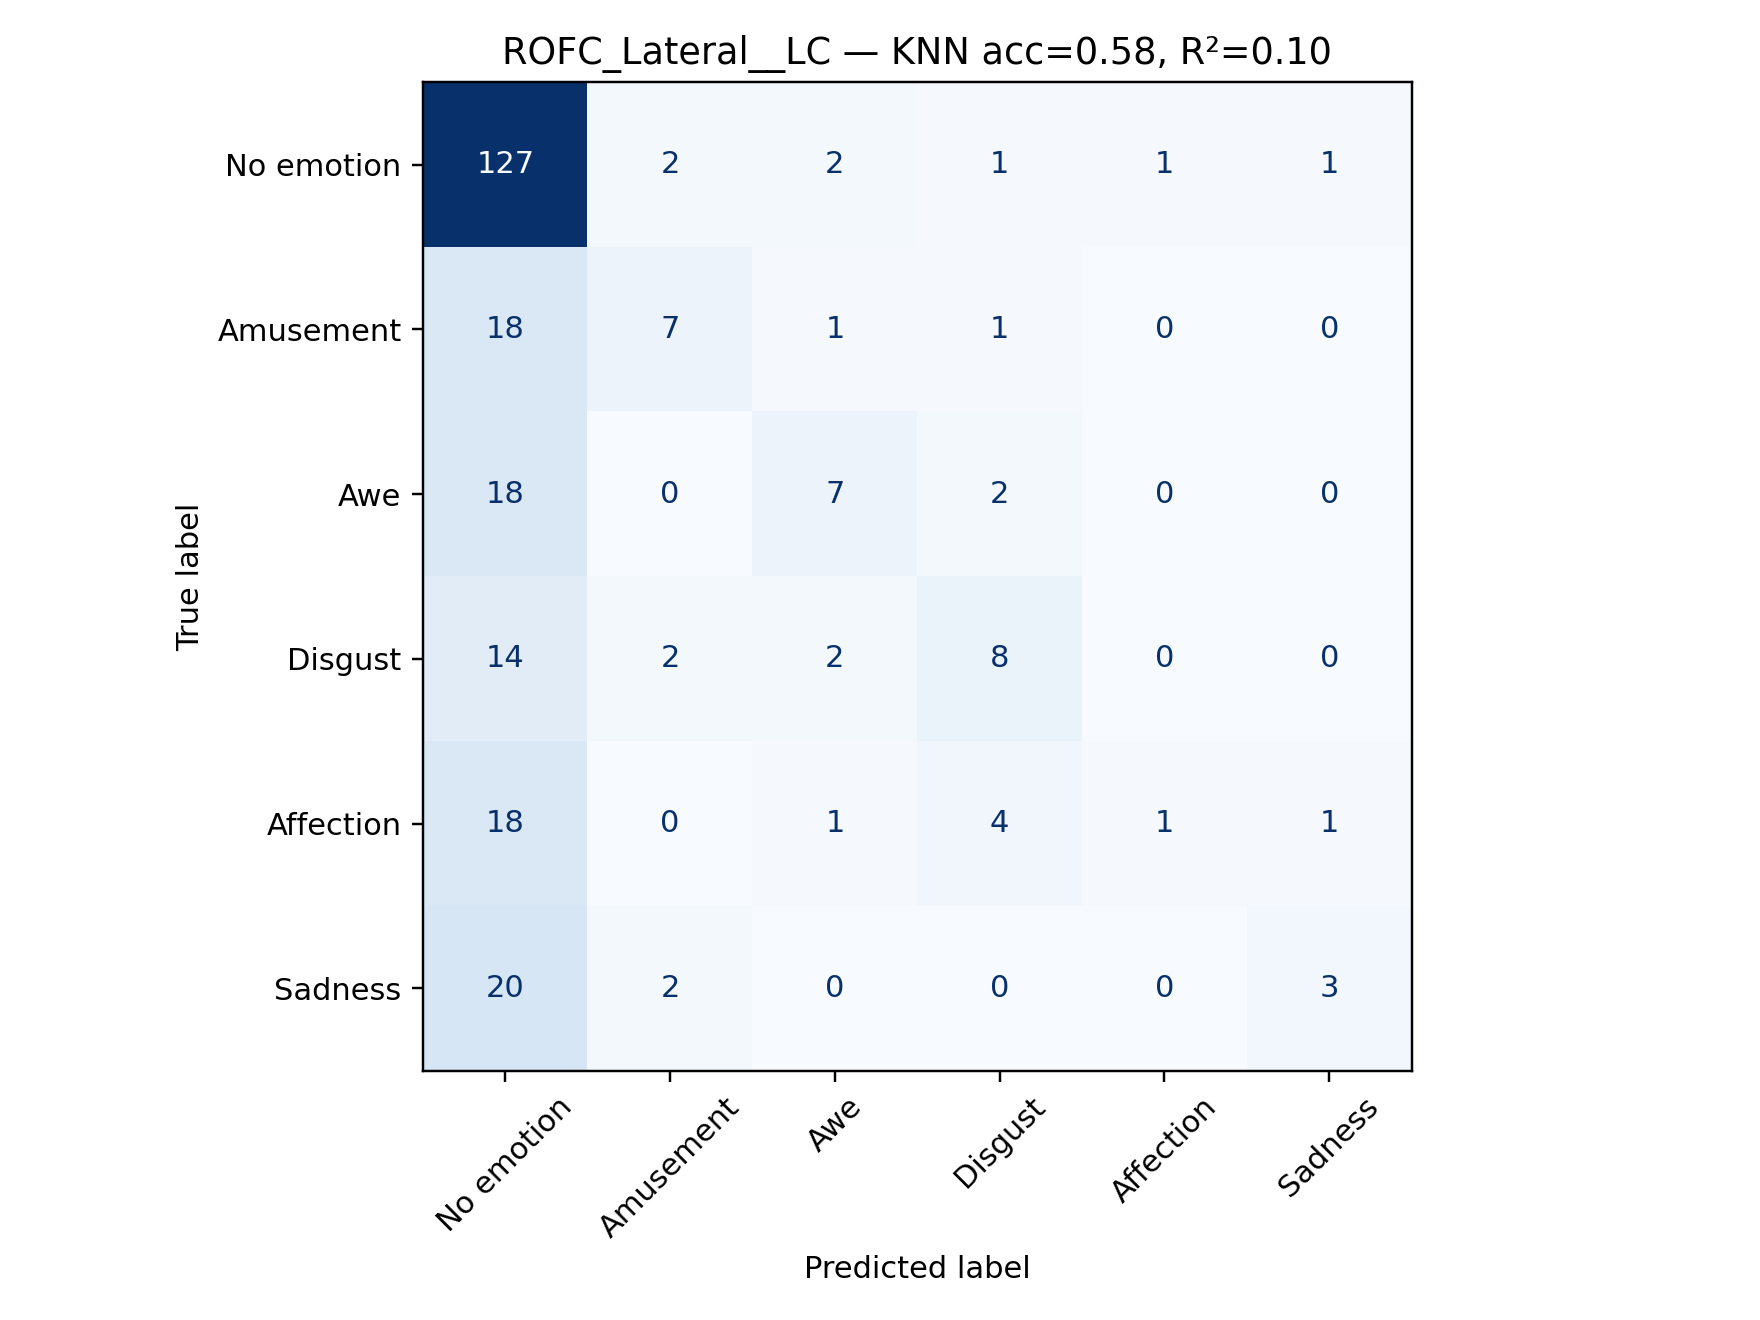 ROFC_Lateral__LC — KNN acc=0.58, R²=0.10
No emotion 127 2 2 1 1 1
Amusement 18 7 1 1 0 0
Awe 18 0 7 2 0 0
Disgust 14 2 2 8 0 0
Affection 18 0 1 4 1 1
Sadness 20 2 0 0 0 3
True label
No emotion Amusement Awe Disgust Affection Sadness
Predicted label